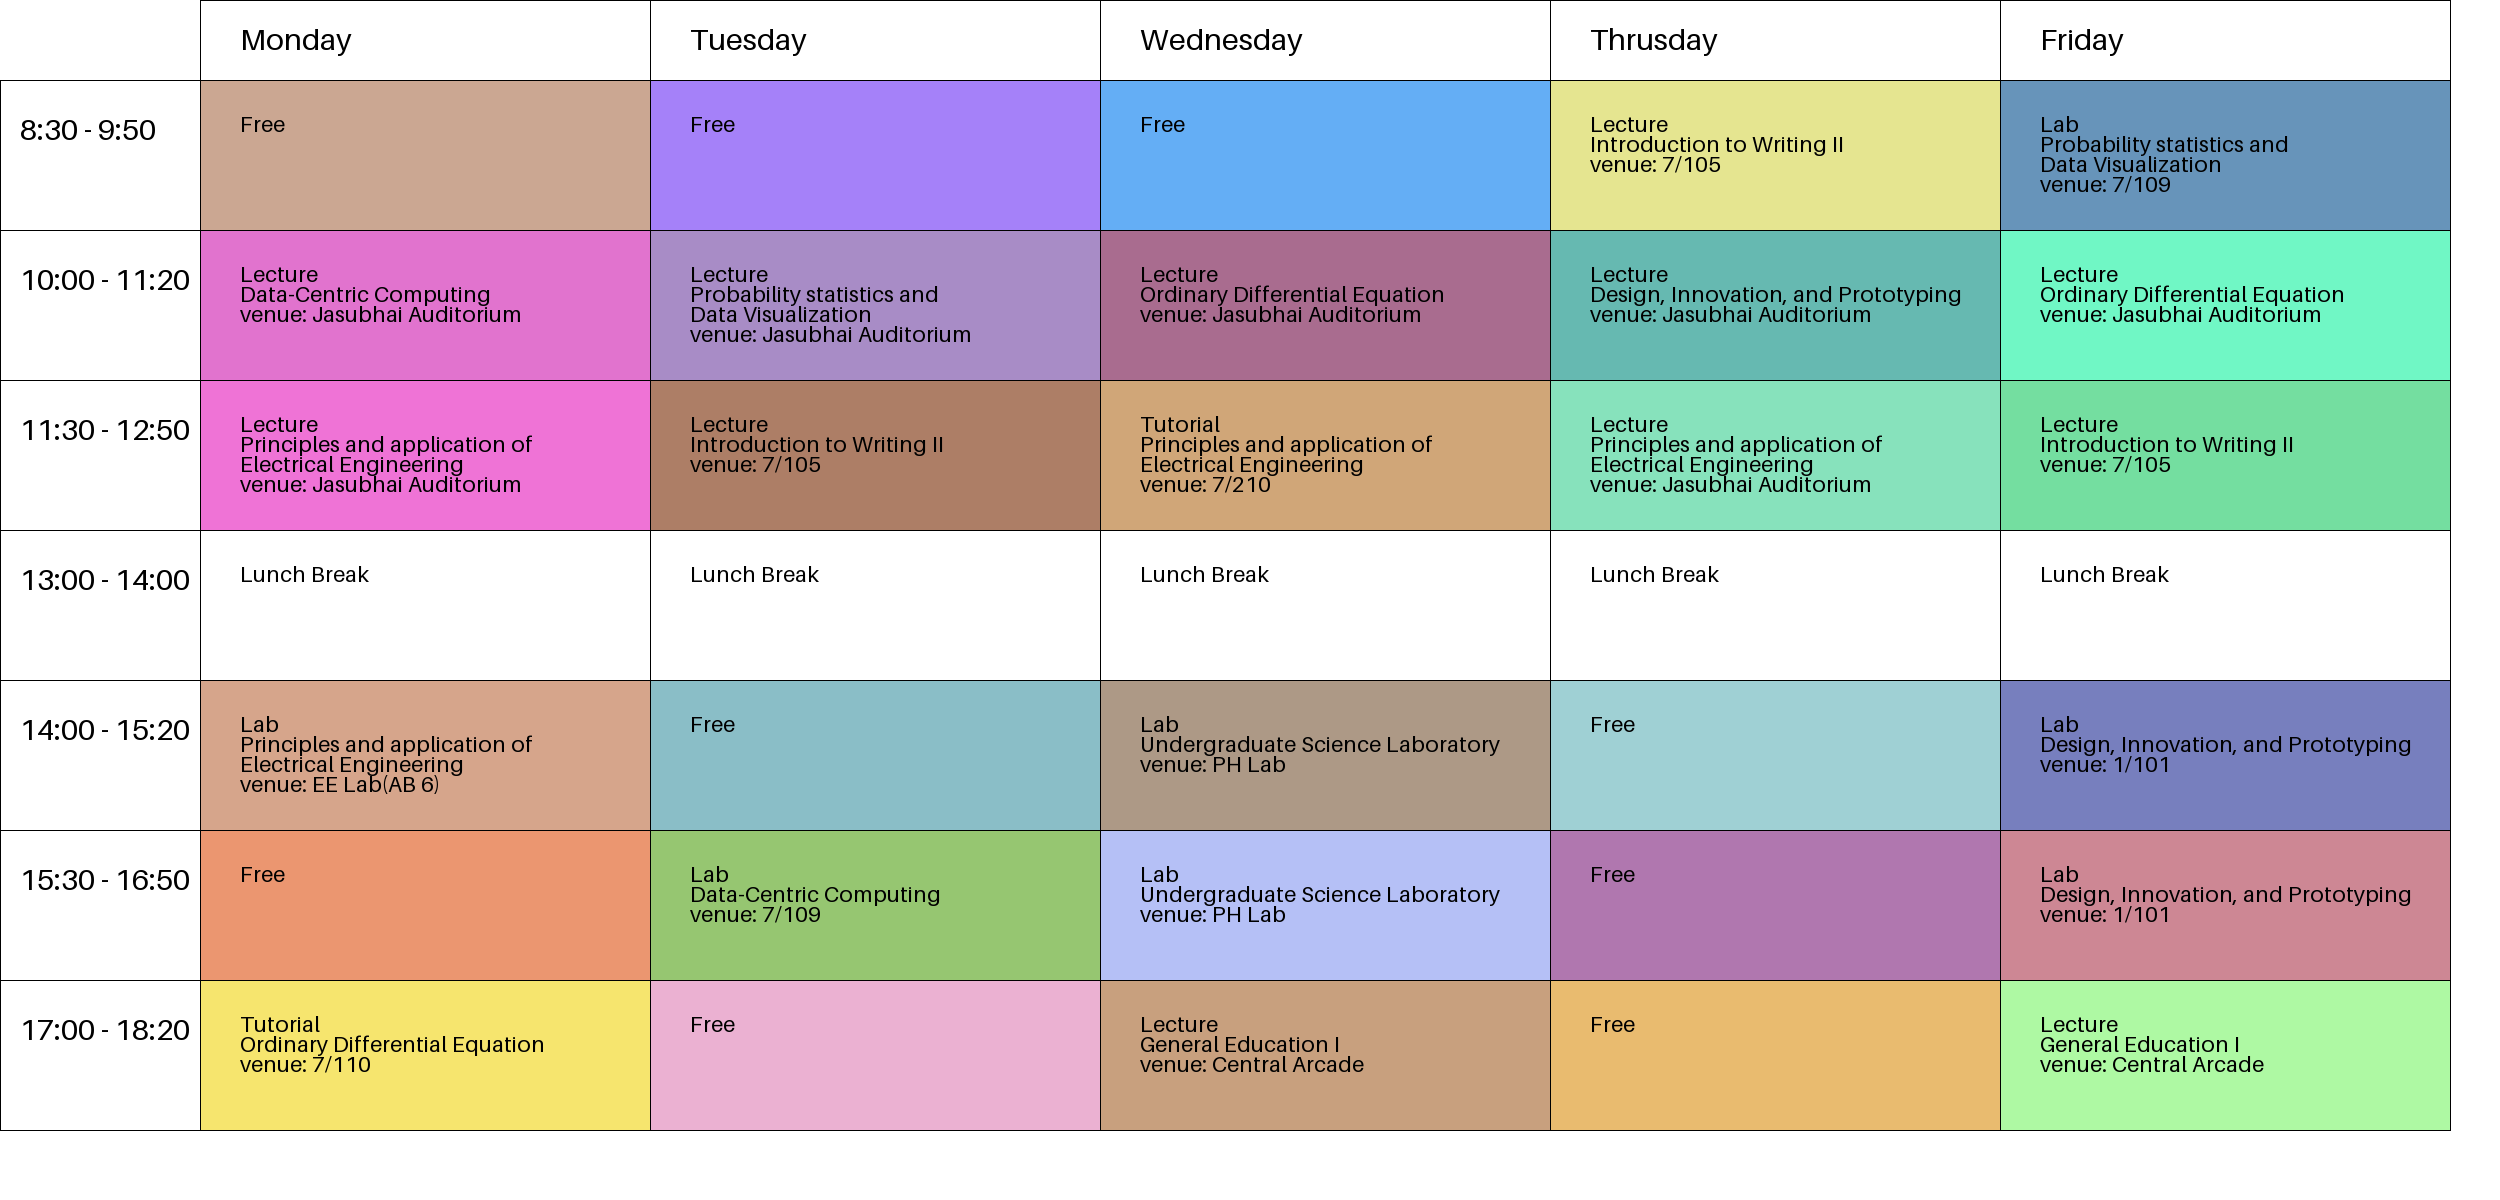 Monday
Tuesday
Wednesday
Thrusday
Friday
8:30 - 9:50
Free
Free
Free
Lecture
Introduction to Writing II
venue: 7/105
Lab
Probability statistics and
Data Visualization
venue: 7/109
10:00 - 11:20
Lecture
Data-Centric Computing
venue: Jasubhai Auditorium
Lecture
Probability statistics and
Data Visualization
venue: Jasubhai Auditorium
Lecture
Ordinary Differential Equation
venue: Jasubhai Auditorium
Lecture
Design, Innovation, and Prototyping
venue: Jasubhai Auditorium
Lecture
Ordinary Differential Equation
venue: Jasubhai Auditorium
11:30 - 12:50
Lecture
Principles and application of
Electrical Engineering
venue: Jasubhai Auditorium
Lecture
Introduction to Writing II
venue: 7/105
Tutorial
Principles and application of
Electrical Engineering
venue: 7/210
Lecture
Principles and application of
Electrical Engineering
venue: Jasubhai Auditorium
Lecture
Introduction to Writing II
venue: 7/105
13:00 - 14:00
Lunch Break
Lunch Break
Lunch Break
Lunch Break
Lunch Break
14:00 - 15:20
Lab
Principles and application of
Electrical Engineering
venue: EE Lab(AB 6)
Free
Lab
Undergraduate Science Laboratory
venue: PH Lab
Free
Lab
Design, Innovation, and Prototyping
venue: 1/101
15:30 - 16:50
Free
Lab
Data-Centric Computing
venue: 7/109
Lab
Undergraduate Science Laboratory
venue: PH Lab
Free
Lab
Design, Innovation, and Prototyping
venue: 1/101
17:00 - 18:20
Tutorial
Ordinary Differential Equation
venue: 7/110
Free
Lecture
General Education I
venue: Central Arcade
Free
Lecture
General Education I
venue: Central Arcade